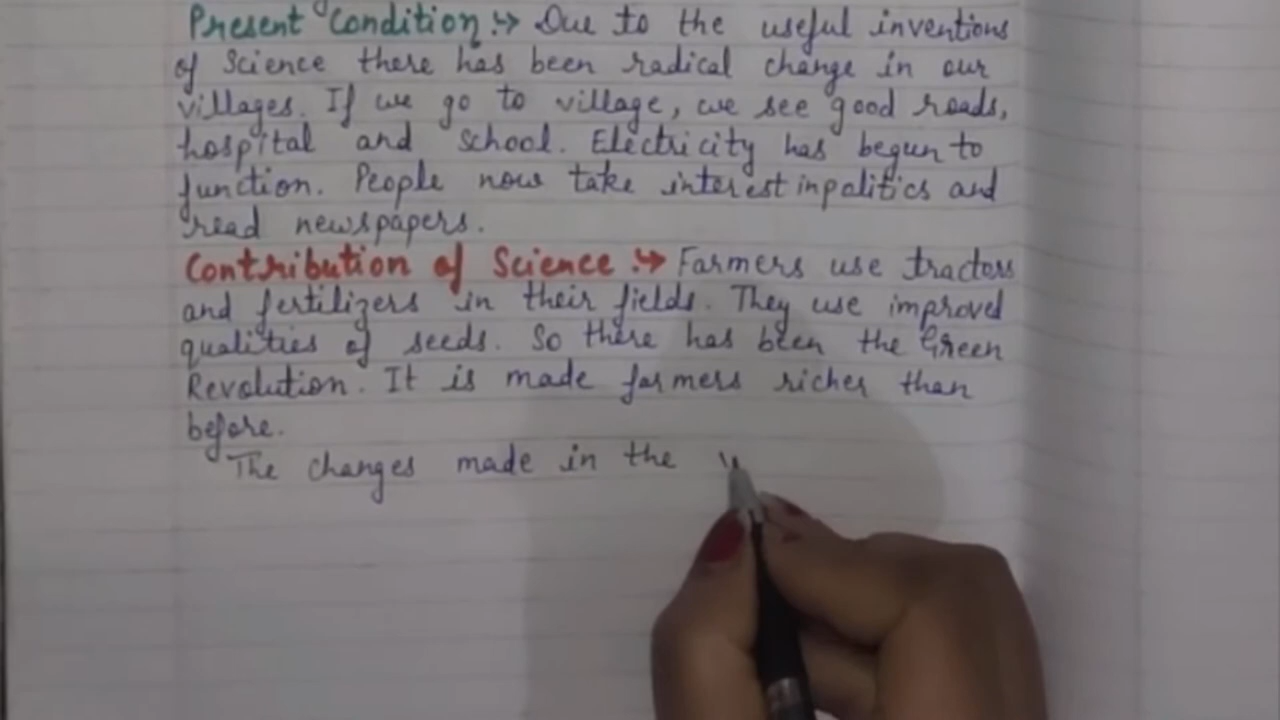 Present Condition :→ Due to the useful inventions
of Science there has been radical change in our
villages. If we go to village, we see good roads,
hospital and school. Electricity has begun to
function. People now take interest in politics and
read newspapers.
Contribution of Science :→ Farmers use tractors
and fertilizers in their fields. They use improved
qualities of seeds. So there has been the Green
Revolution. It is made farmers richer than
before.
The changes made in the